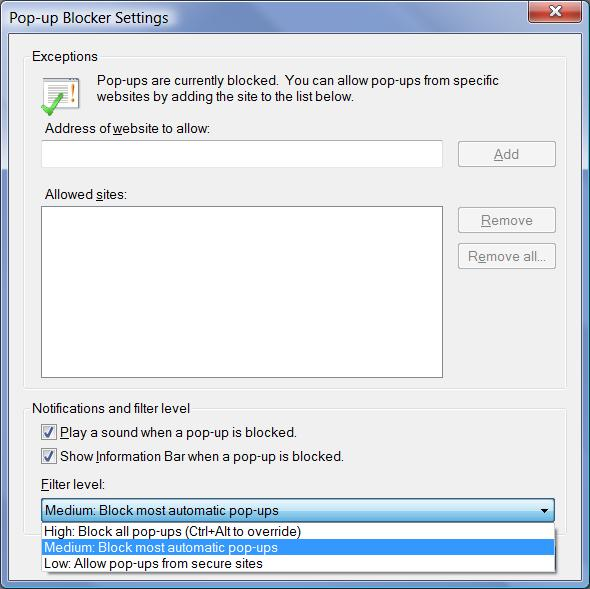 Pop-up Blocker Settings
Exceptions
Pop-ups are currently blocked. You can allow pop-ups from specific
websites by adding the site to the list below.
Address of website to allow:
Add
Allowed sites:
Remove
Remove all...
Notifications and filter level
Play a sound when a pop-up is blocked.
Show Information Bar when a pop-up is blocked.
Filter level:
Medium: Block most automatic pop-ups
High: Block all pop-ups (Ctrl+Alt to override)
Medium: Block most automatic pop-ups
Low: Allow pop-ups from secure sites